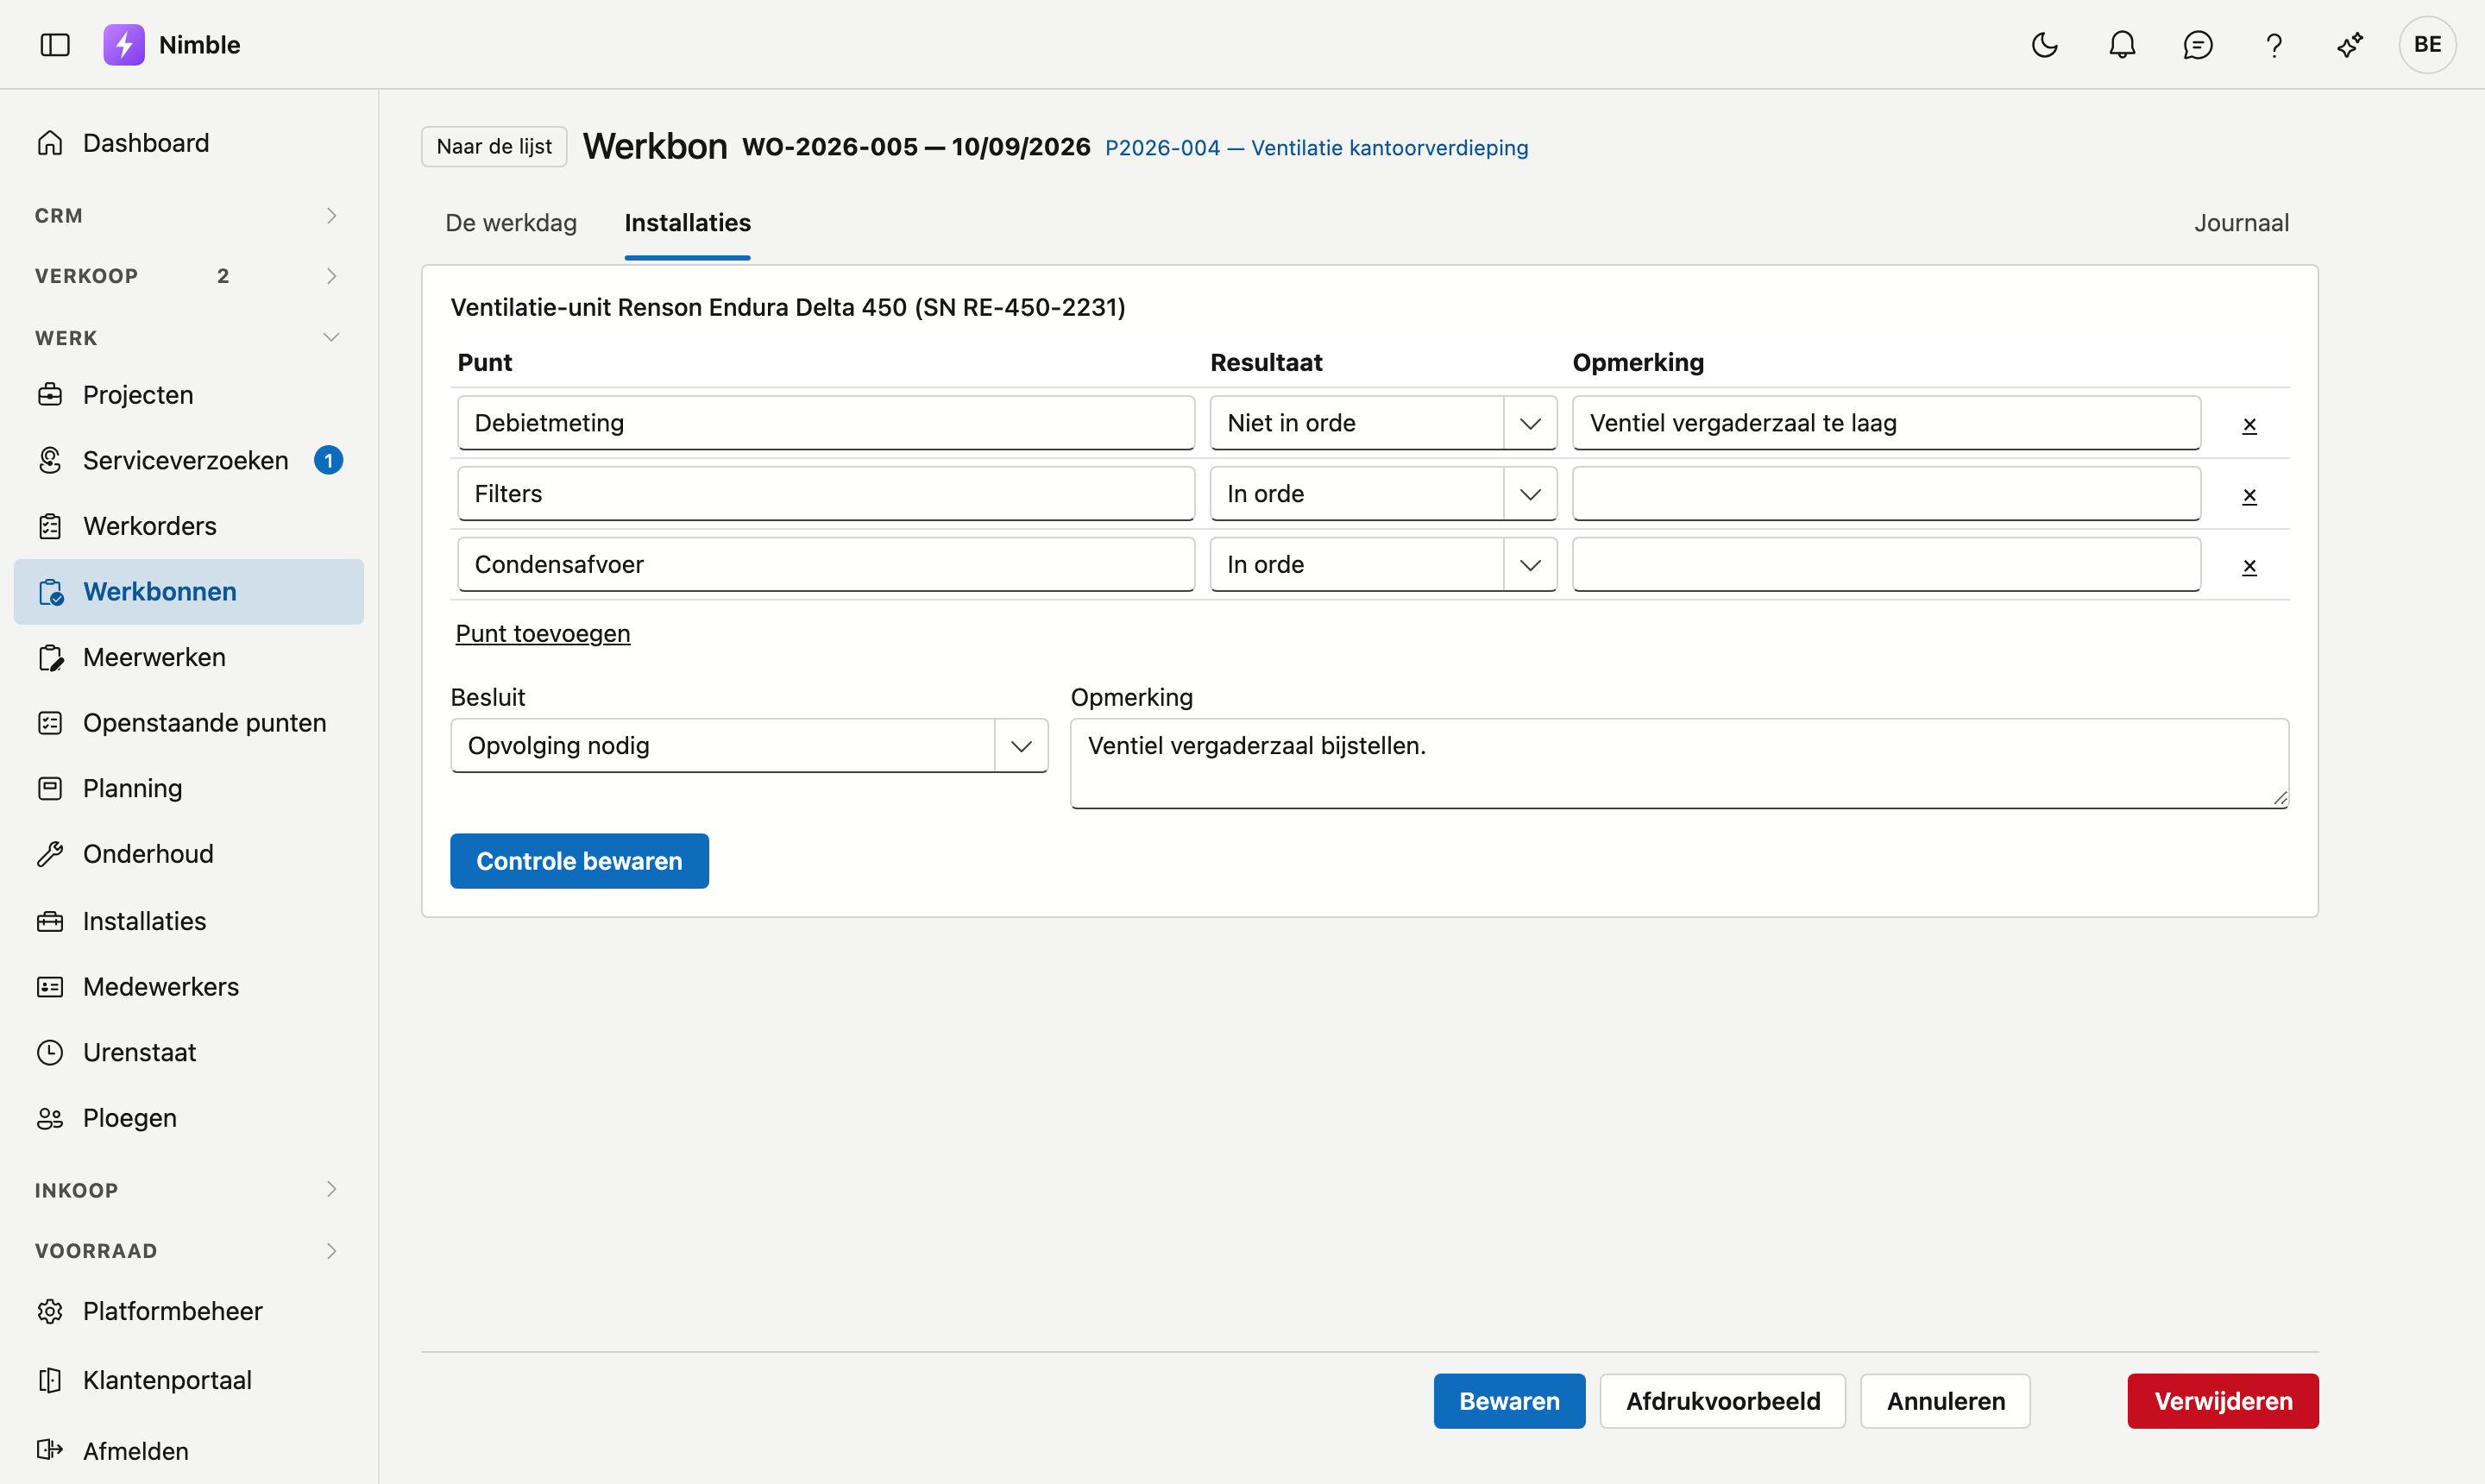 Nimble
BE
Dashboard
CRM
VERKOOP 2
WERK
Projecten
Serviceverzoeken 1
Werkorders
Werkbonnen
Meerwerken
Openstaande punten
Planning
Onderhoud
Installaties
Medewerkers
Urenstaat
Ploegen
INKOOP
VOORRAAD
Platformbeheer
Klantenportaal
Afmelden
Naar de lijst Werkbon WO-2026-005 — 10/09/2026 P2026-004 — Ventilatie kantoorverdieping
De werkdag Installaties Journaal
Ventilatie-unit Renson Endura Delta 450 (SN RE-450-2231)
Punt Resultaat Opmerking
Debietmeting Niet in orde Ventiel vergaderzaal te laag x
Filters In orde x
Condensafvoer In orde x
Punt toevoegen
Besluit Opmerking
Opvolging nodig Ventiel vergaderzaal bijstellen.
Controle bewaren
Bewaren Afdrukvoorbeeld Annuleren Verwijderen